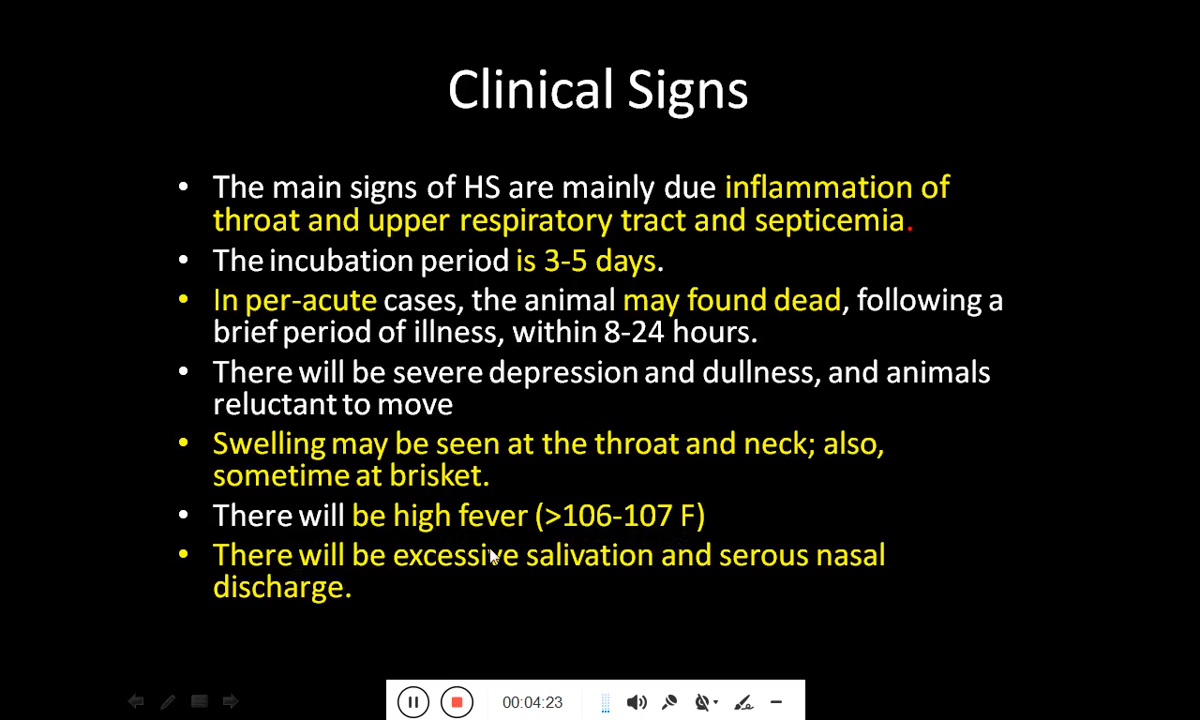 Clinical Signs
• The main signs of HS are mainly due inflammation of
throat and upper respiratory tract and septicemia.
• The incubation period is 3-5 days.
• In per-acute cases, the animal may found dead, following a
brief period of illness, within 8-24 hours.
• There will be severe depression and dullness, and animals
reluctant to move
• Swelling may be seen at the throat and neck; also,
sometime at brisket.
• There will be high fever (>106-107 F)
• There will be excessive salivation and serous nasal
discharge.
00:04:23